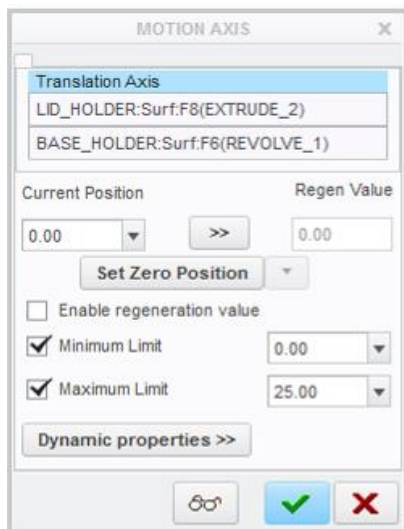 MOTION AXIS
Translation Axis
LID_HOLDER:Surf:F8(EXTRUDE_2)
BASE_HOLDER:Surf:F6(REVOLVE_1)
Current Position Regen Value
0.00 >> 0.00
Set Zero Position
Enable regeneration value
Minimum Limit 0.00
Maximum Limit 25.00
Dynamic properties >>